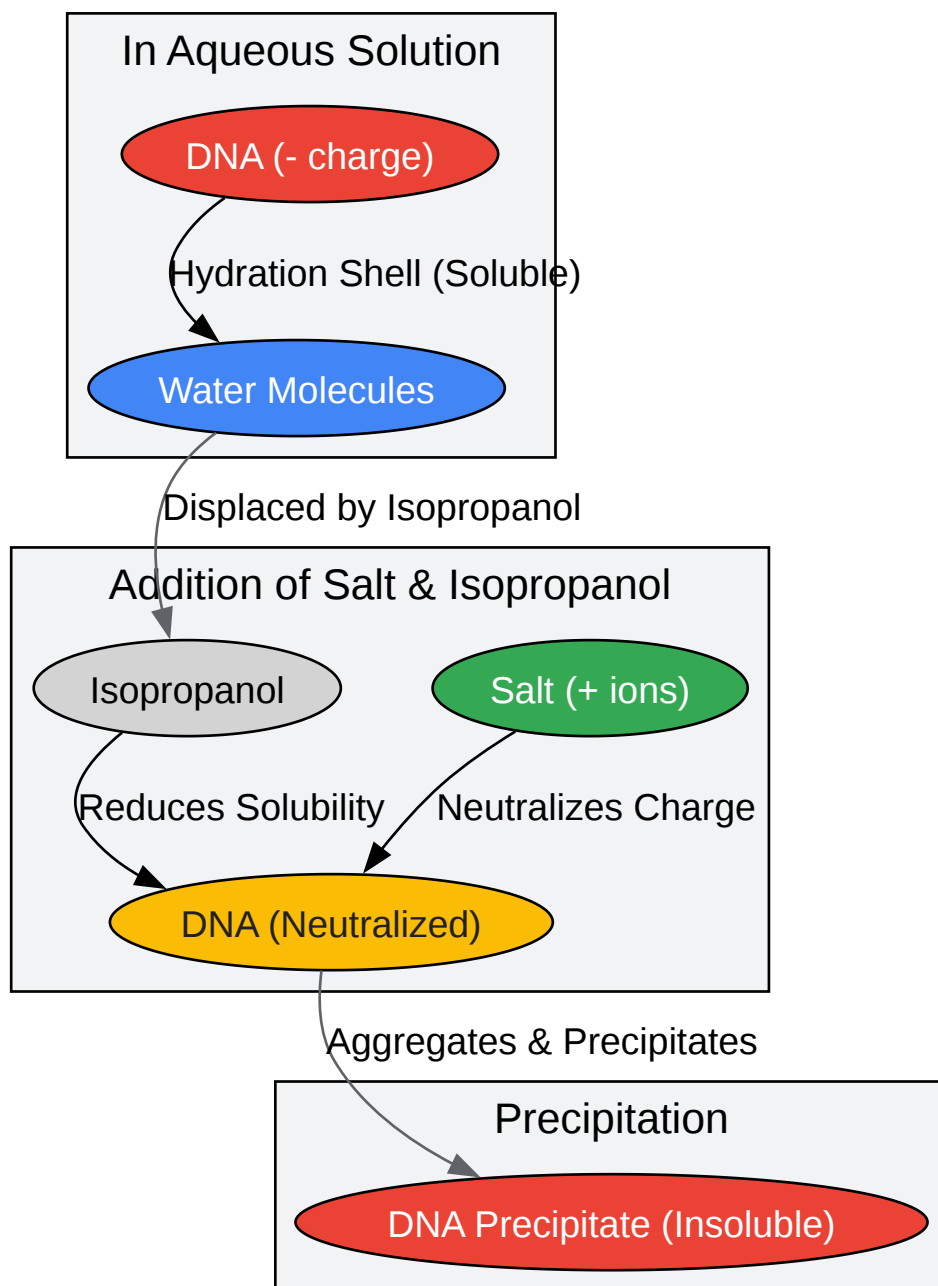 In Aqueous Solution
DNA (- charge)
Hydration Shell (Soluble)
Water Molecules
Displaced by Isopropanol
Addition of Salt & Isopropanol
Isopropanol
Salt (+ ions)
Reduces Solubility
Neutralizes Charge
DNA (Neutralized)
Aggregates & Precipitates
Precipitation
DNA Precipitate (Insoluble)